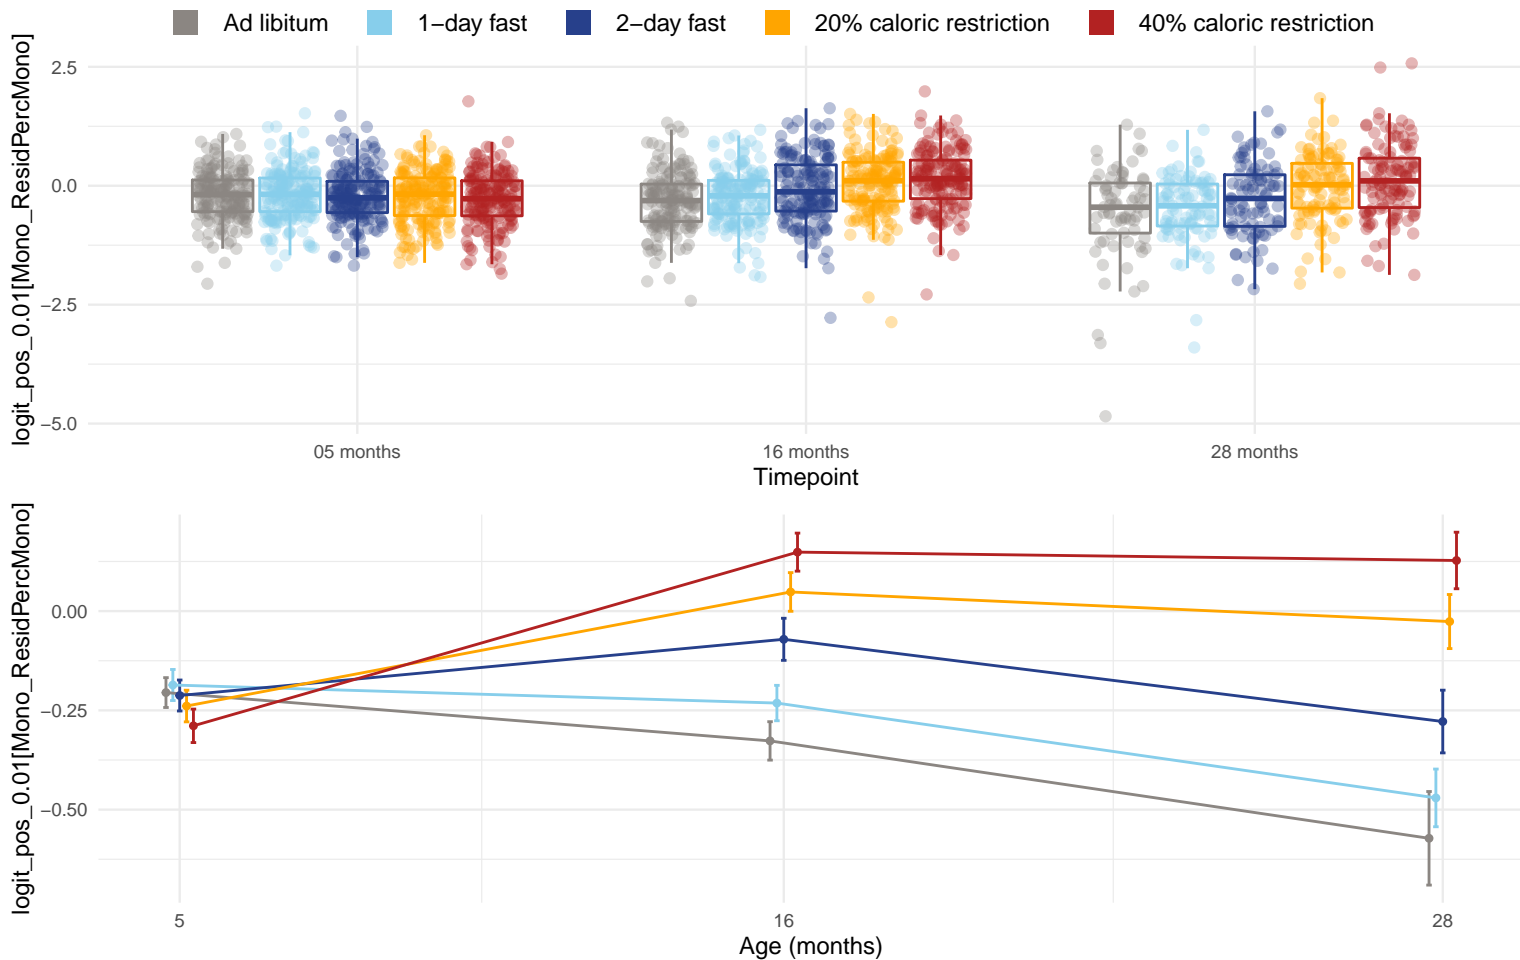 Ad libitum 1−day fast 2−day fast 20% caloric restriction 40% caloric restriction
logit_pos_0.01[Mono_ResidPercMono]
2.5
0.0
−2.5
−5.0
05 months 16 months 28 months
Timepoint
logit_pos_0.01[Mono_ResidPercMono]
0.00
−0.25
−0.50
5 16 28
Age (months)